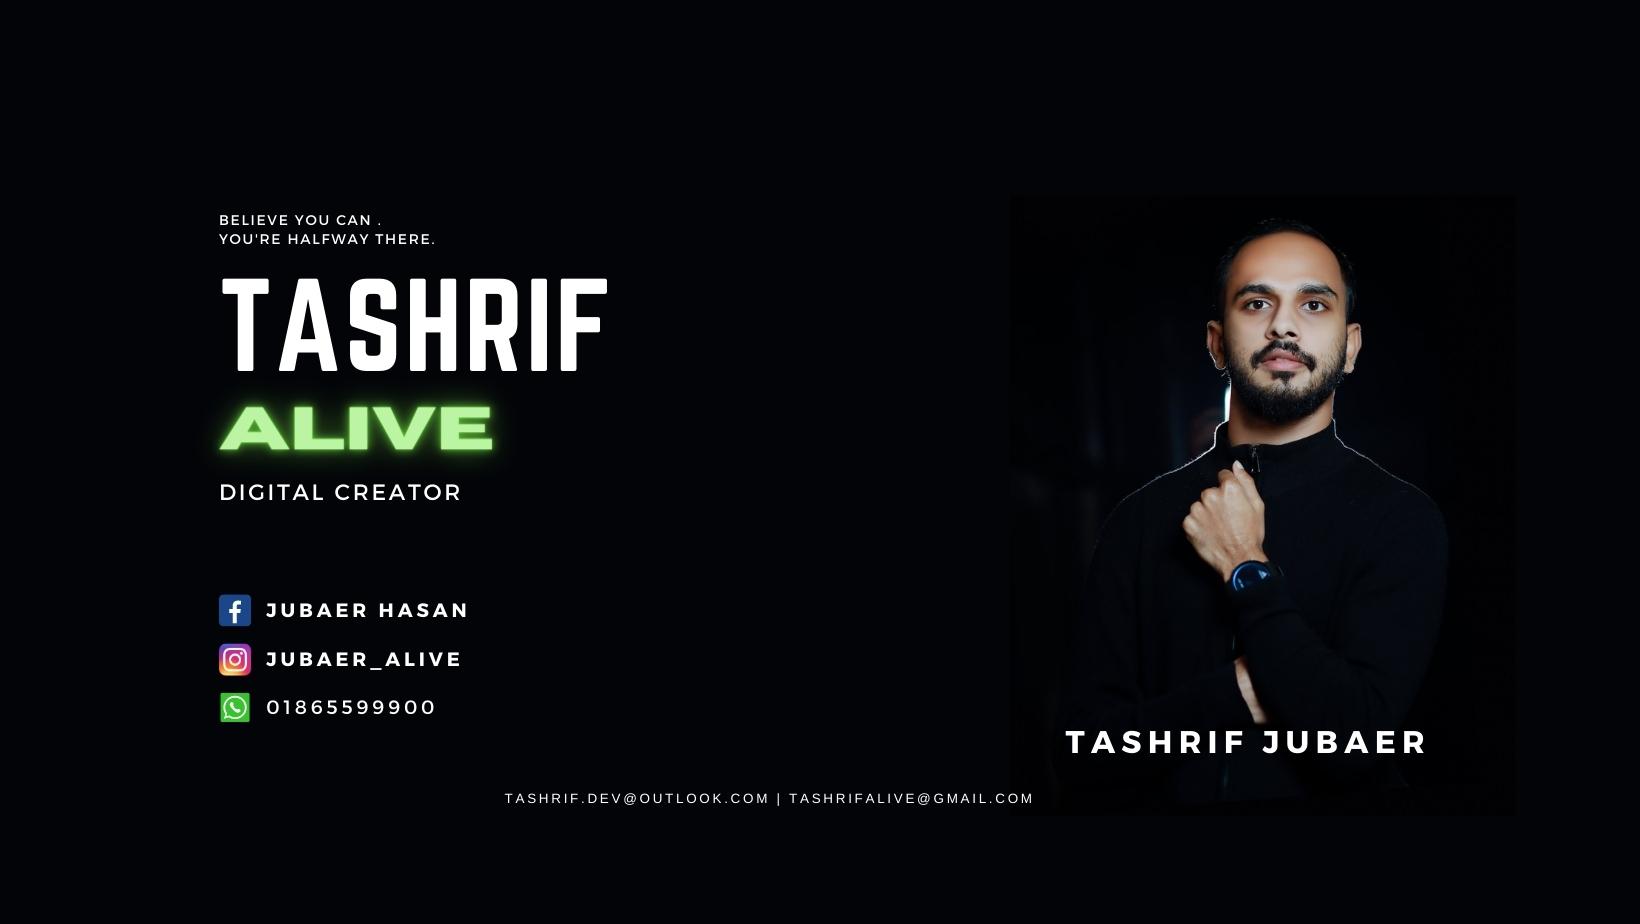 BELIEVE YOU CAN .
YOU'RE HALFWAY THERE.
TASHRIF
ALIVE
DIGITAL CREATOR
JUBAER HASAN
JUBAER_ALIVE
01865599900
TASHRIF JUBAER
TASHRIF.DEV@OUTLOOK.COM | TASHRIFALIVE@GMAIL.COM